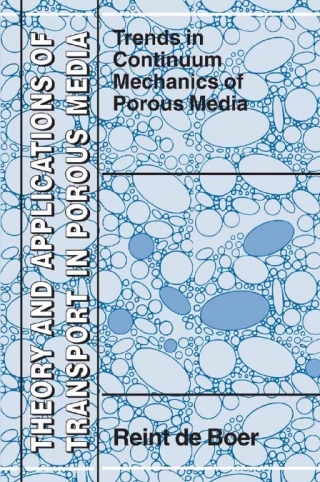 THEORY AND APPLICATIONS OF
TRANSPORT IN POROUS MEDIA
Trends in
Continuum
Mechanics of
Porous Media
Reint de Boer